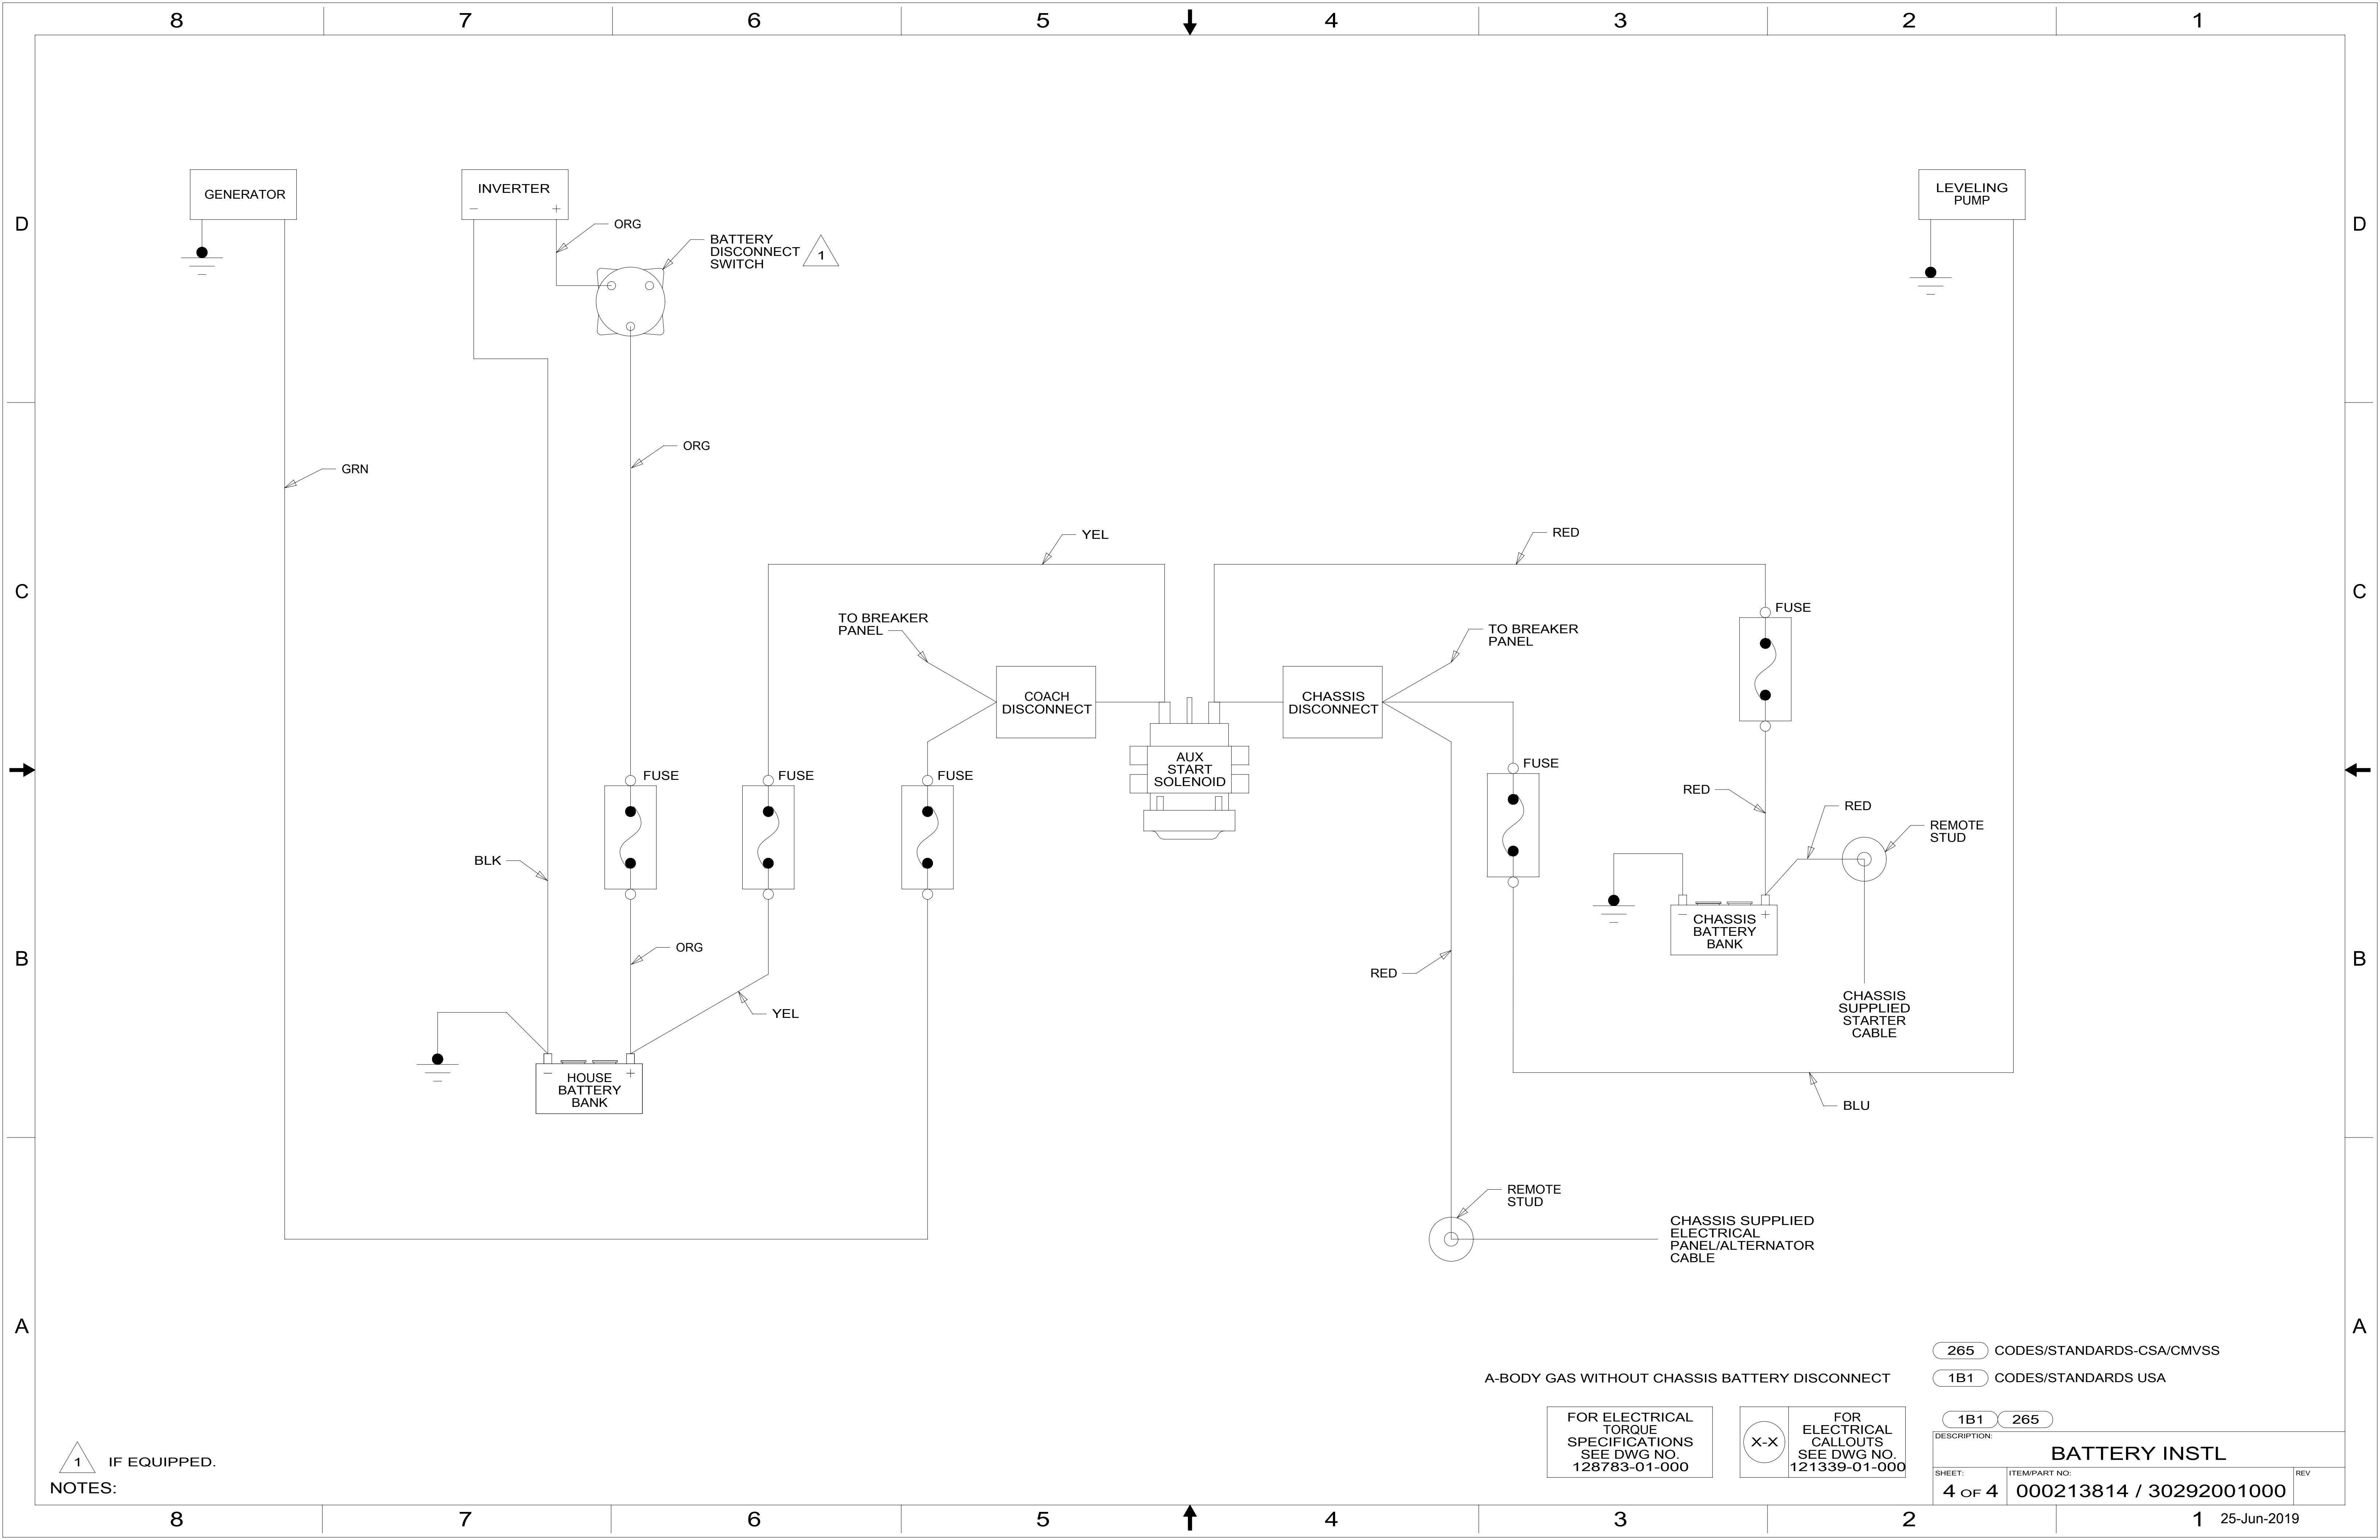 8 7 6 5 4 3 2 1
D
D
GENERATOR
INVERTER
− +
LEVELING
PUMP
ORG
BATTERY
DISCONNECT
SWITCH
1
ORG
GRN
YEL
RED
C
C
TO BREAKER
PANEL
TO BREAKER
PANEL
FUSE
COACH
DISCONNECT
CHASSIS
DISCONNECT
AUX
START
SOLENOID
FUSE
FUSE
FUSE
FUSE
RED
RED
REMOTE
STUD
BLK
− +
CHASSIS
BATTERY
BANK
ORG
YEL
RED
B
B
CHASSIS
SUPPLIED
STARTER
CABLE
− +
HOUSE
BATTERY
BANK
BLU
REMOTE
STUD
CHASSIS SUPPLIED
ELECTRICAL
PANEL/ALTERNATOR
CABLE
A
A
265 CODES/STANDARDS-CSA/CMVSS
A-BODY GAS WITHOUT CHASSIS BATTERY DISCONNECT
1B1 CODES/STANDARDS USA
FOR ELECTRICAL
TORQUE
SPECIFICATIONS
SEE DWG NO.
128783-01-000
X-X
FOR
ELECTRICAL
CALLOUTS
SEE DWG NO.
121339-01-000
1B1 265
DESCRIPTION:
BATTERY INSTL
SHEET:
4 OF 4
ITEM/PART NO:
000213814 / 30292001000
REV
1 IF EQUIPPED.
NOTES:
8 7 6 5 4 3 2 1
25-Jun-2019